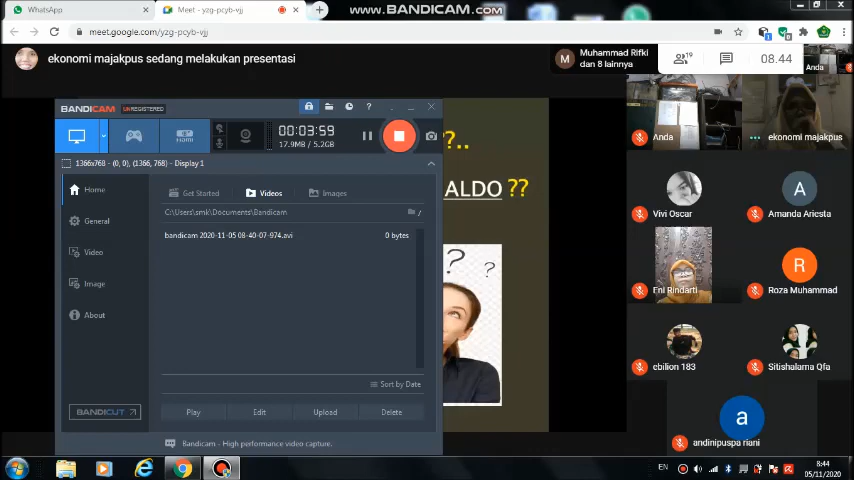 WhatsApp
Meet - yzg-pcyb-vjj
www.BANDICAM.com
meet.google.com/yzg-pcyb-vjj
ekonomi majakpus sedang melakukan presentasi
M
Muhammad Rifki
dan 8 lainnya
19
08.44
Anda
BANDICAM
UNREGISTERED
HDMI
00:03:59
17.9MB / 5.2GB
1366x768 - (0, 0), (1366, 768) - Display 1
Home
General
Video
Image
About
Get Started
Videos
Images
C:\Users\smk\Documents\Bandicam
bandicam 2020-11-05 08-40-07-974.avi
0 bytes
Sort by Date
BANDICUT
Play
Edit
Upload
Delete
Bandicam - High performance video capture.
?..
ALDO ??
Anda
ekonomi majakpus
Vivi Oscar
A
Amanda Ariesta
Eni Rindarti
R
Roza Muhammad
ebilion 183
Sitishalama Qfa
a
andinipuspa riani
EN
8:44
05/11/2020